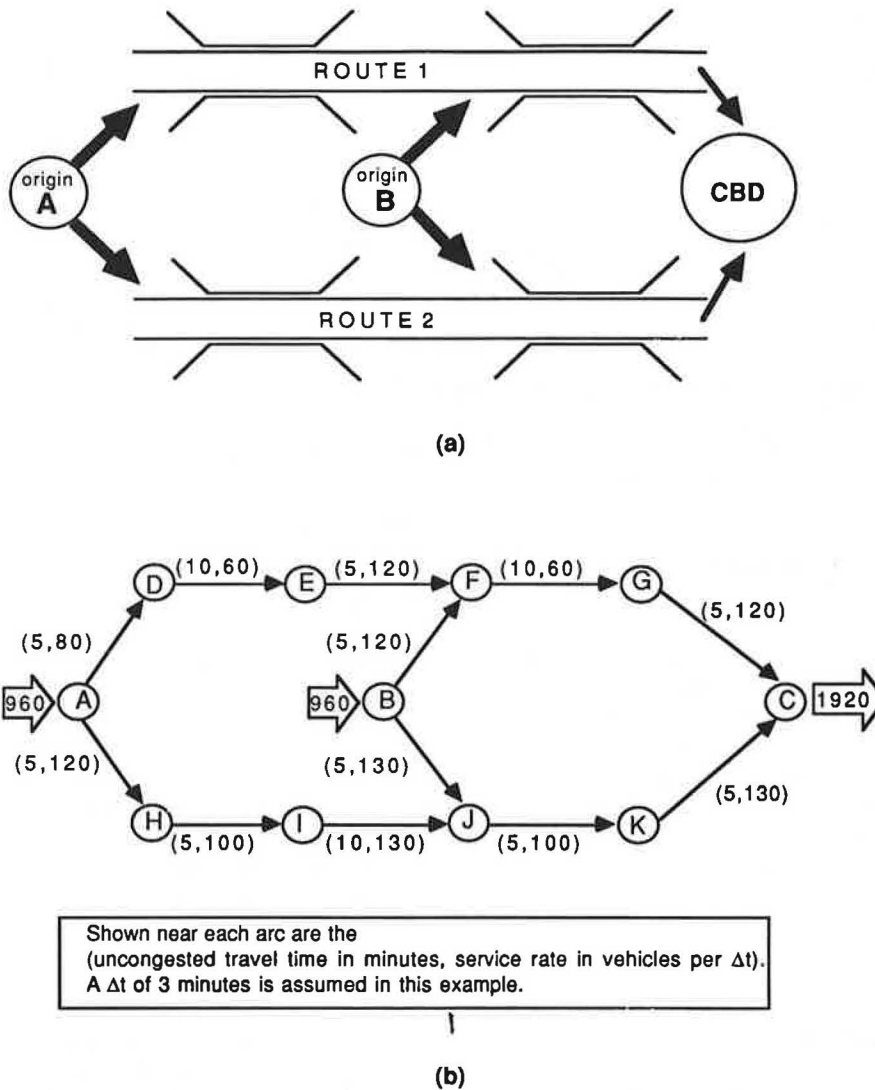 ROUTE 1
origin
A
origin
B
CBD
ROUTE 2
(a)
(10,60)
(5,120)
(10,60)
D
E
F
G
(5,80)
(5,120)
(5,120)
960
A
960
B
C
1920
(5,120)
(5,130)
(5,130)
H
I
J
K
(5,100)
(10,130)
(5,100)
Shown near each arc are the
(uncongested travel time in minutes, service rate in vehicles per Δt).
A Δt of 3 minutes is assumed in this example.
(b)